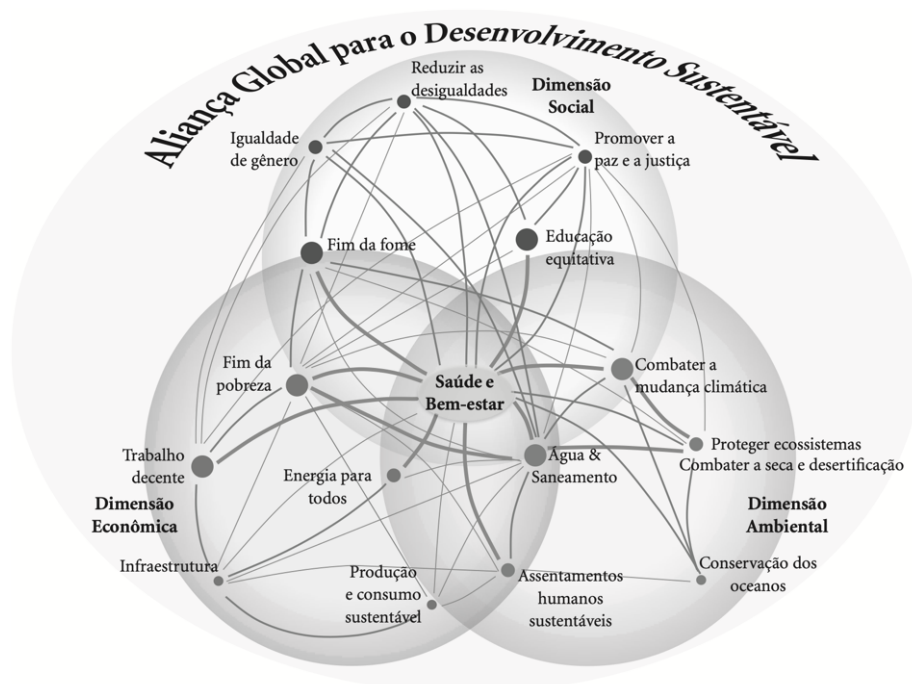 Aliança Global para o Desenvolvimento Sustentável
Reduzir as
desigualdades
Dimensão
Social
Igualdade
de gênero
Promover a
paz e a justiça
Fim da fome
Educação
equitativa
Fim da
pobreza
Saúde e
Bem-estar
Combater a
mudança climática
Trabalho
decente
Energia para
todos
Água &
Saneamento
Proteger ecossistemas
Combater a seca e desertificação
Dimensão
Econômica
Dimensão
Ambiental
Infraestrutura
Produção
e consumo
sustentável
Assentamentos
humanos
sustentáveis
Conservação dos
oceanos